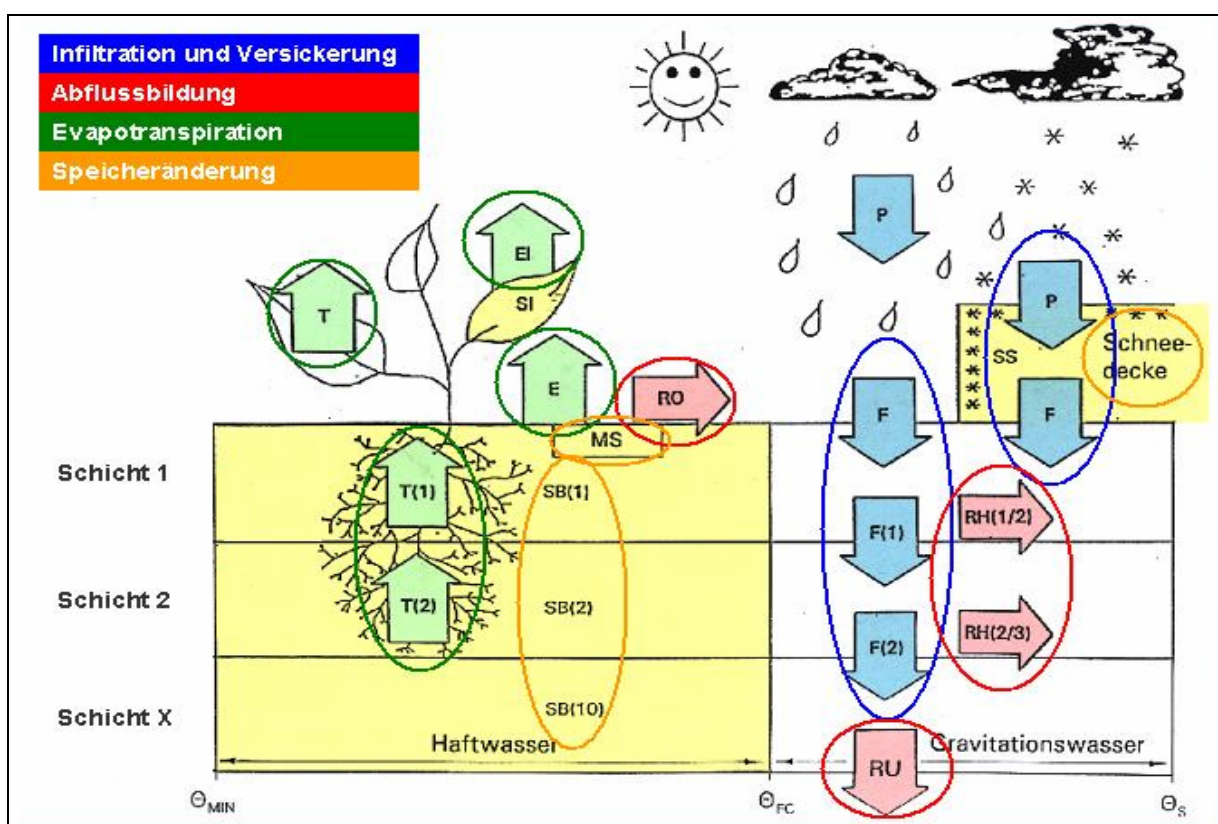 Infiltration und Versickerung
Abflussbildung
Evapotranspiration
Speicheränderung
P
EI
SI
T
P
SS
Schnee-
decke
E
RO
F
F
MS
Schicht 1
T(1)
SB(1)
F(1)
RH(1/2)
Schicht 2
T(2)
SB(2)
F(2)
RH(2/3)
Schicht X
SB(10)
Haftwasser
Gravitationswasser
RU
Θ_MIN
Θ_FC
Θ_S